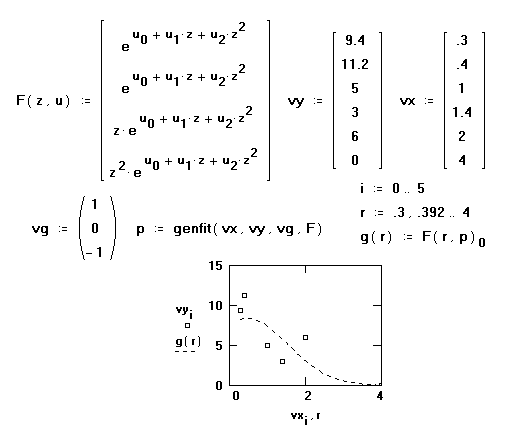 F(z,u) := [ e^(u₀ + u₁·z + u₂·z²)
e^(u₀ + u₁·z + u₂·z²)
z·e^(u₀ + u₁·z + u₂·z²)
z²·e^(u₀ + u₁·z + u₂·z²) ]
vy := [ 9.4
11.2
5
3
6
0 ]
vx := [ .3
.4
1
1.4
2
4 ]
i := 0 .. 5
r := .3 , .392 .. 4
g(r) := F(r,p)₀
vg := ( 1
0
-1 )
p := genfit(vx, vy, vg, F)
15
10
5
0
vyᵢ
g(r)
0 2 4
vxᵢ, r